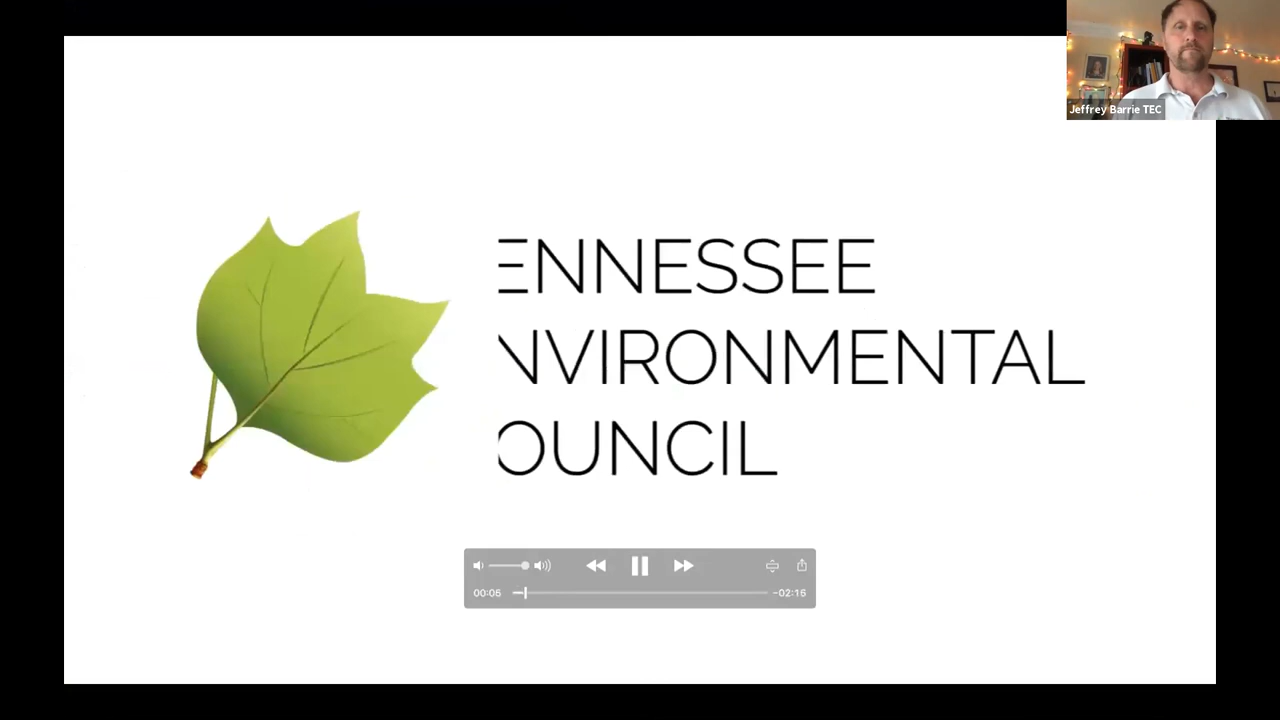 Jeffrey Barrie TEC
ENNESSEE
NVIRONMENTAL
OUNCIL
00:06
-02:16